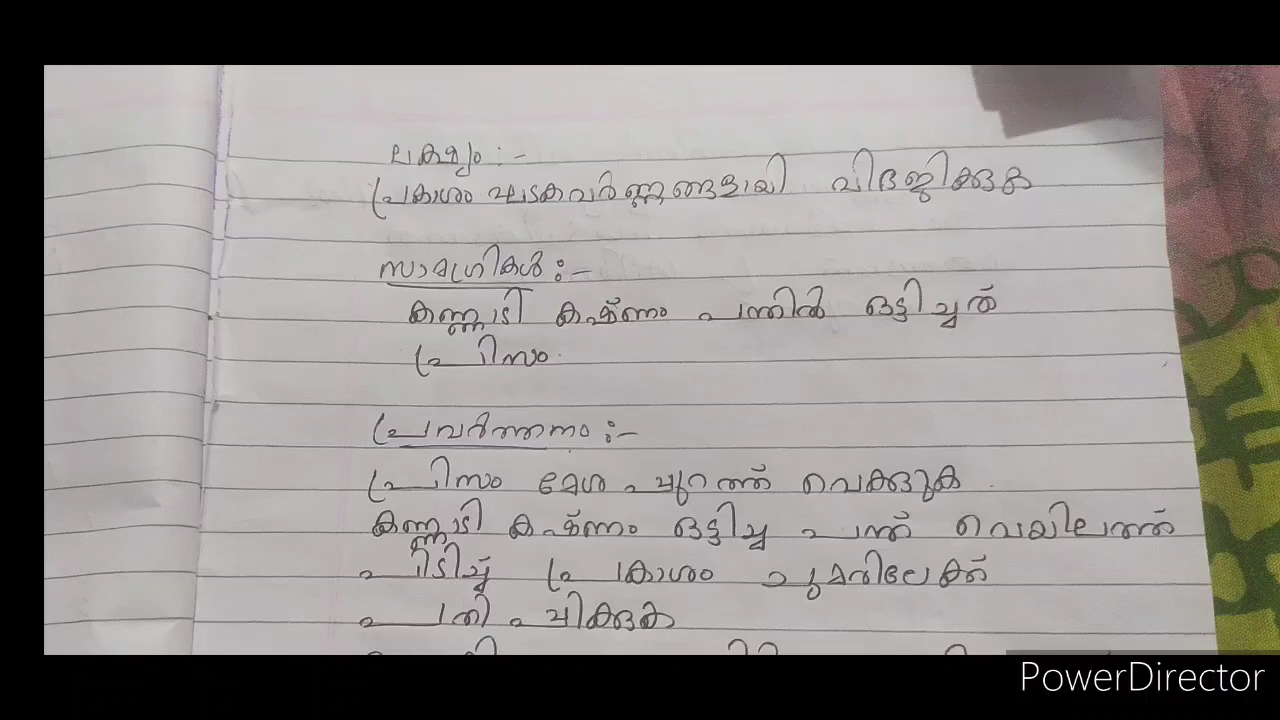 ലക്ഷ്യം :-
പ്രകാശം ഘടകവർണ്ണങ്ങളായി വിഭജിക്കുക
സാമഗ്രികൾ :-
കണ്ണാടി കഷ്ണം പന്തിൽ ഒട്ടിച്ചത്
പ്രിസം.
പ്രവർത്തനം :-
പ്രിസം മേശ പ്പുറത്ത് വെക്കുക.
കണ്ണാടി കഷ്ണം ഒട്ടിച്ച പന്ത് വെയിലത്ത്
പിടിച്ച് പ്രകാശം ചുമരിലേക്ക്
പതിപ്പിക്കുക
PowerDirector